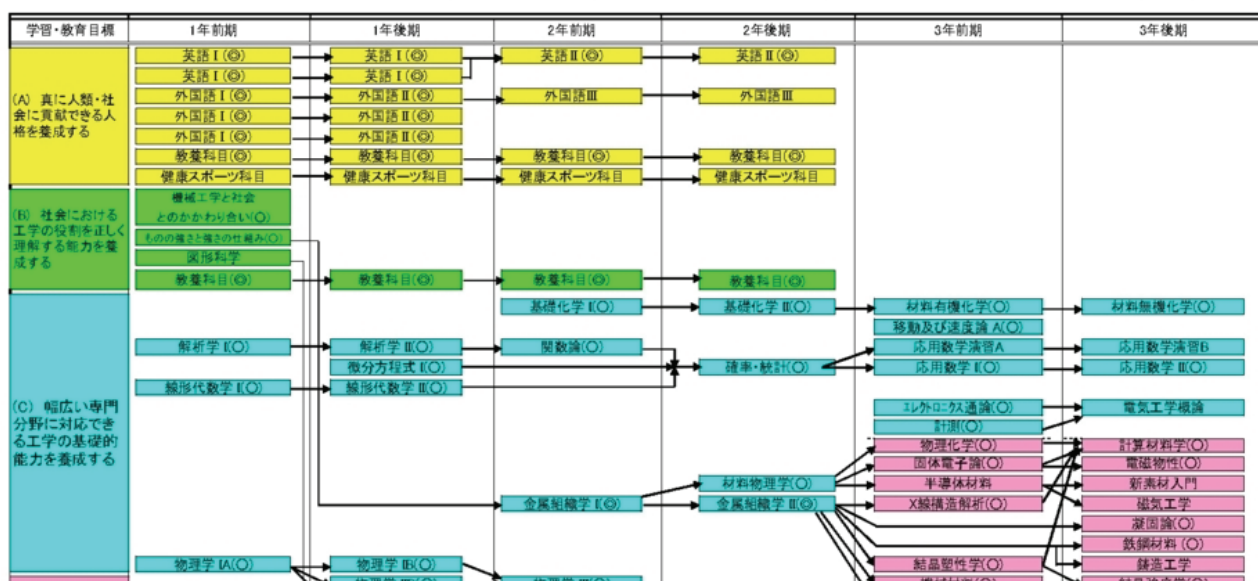 学習・教育目標 1年前期 1年後期 2年前期 2年後期 3年前期 3年後期
(A) 真に人類・社
会に貢献できる人
格を養成する
英語Ⅰ(◎) 英語Ⅰ(◎) 英語Ⅱ(◎) 英語Ⅱ(◎)
英語Ⅰ(◎) 英語Ⅰ(◎)
外国語Ⅰ(◎) 外国語Ⅱ(◎) 外国語Ⅲ 外国語Ⅲ
外国語Ⅰ(◎) 外国語Ⅱ(◎)
外国語Ⅰ(◎) 外国語Ⅱ(◎)
教養科目(◎) 教養科目(◎) 教養科目(◎) 教養科目(◎)
健康スポーツ科目 健康スポーツ科目 健康スポーツ科目 健康スポーツ科目
(B) 社会における
工学の役割を正しく
理解する能力を養
成する
機械工学と社会
とのかかわり合い(○)
ものの強さと強さの仕組み(○)
図形科学
教養科目(◎) 教養科目(◎) 教養科目(◎) 教養科目(◎)
(C) 幅広い専門
分野に対応でき
る工学の基礎的
能力を養成する
基礎化学Ⅰ(○) 基礎化学Ⅱ(○) 材料有機化学(○) 材料無機化学(○)
移動及び速度論A(○)
解析学Ⅰ(○) 解析学Ⅱ(○) 関数論(○) 応用数学演習A 応用数学演習B
微分方程式Ⅰ(○) 確率・統計(○) 応用数学Ⅰ(○) 応用数学Ⅱ(○)
線形代数学Ⅰ(○) 線形代数学Ⅱ(○)
エレクトロニクス通論(○) 電気工学概論
計測(○)
物理化学(○) 計算材料学(○)
固体電子論(○) 電磁物性(○)
材料物理学(○) 半導体材料 新素材入門
金属組織学Ⅰ(◎) 金属組織学Ⅱ(◎) X線構造解析(○) 磁気工学
凝固論(○)
鉄鋼材料(○)
物理学ⅠA(○) 物理学ⅠB(○) 結晶塑性学(○) 鋳造工学